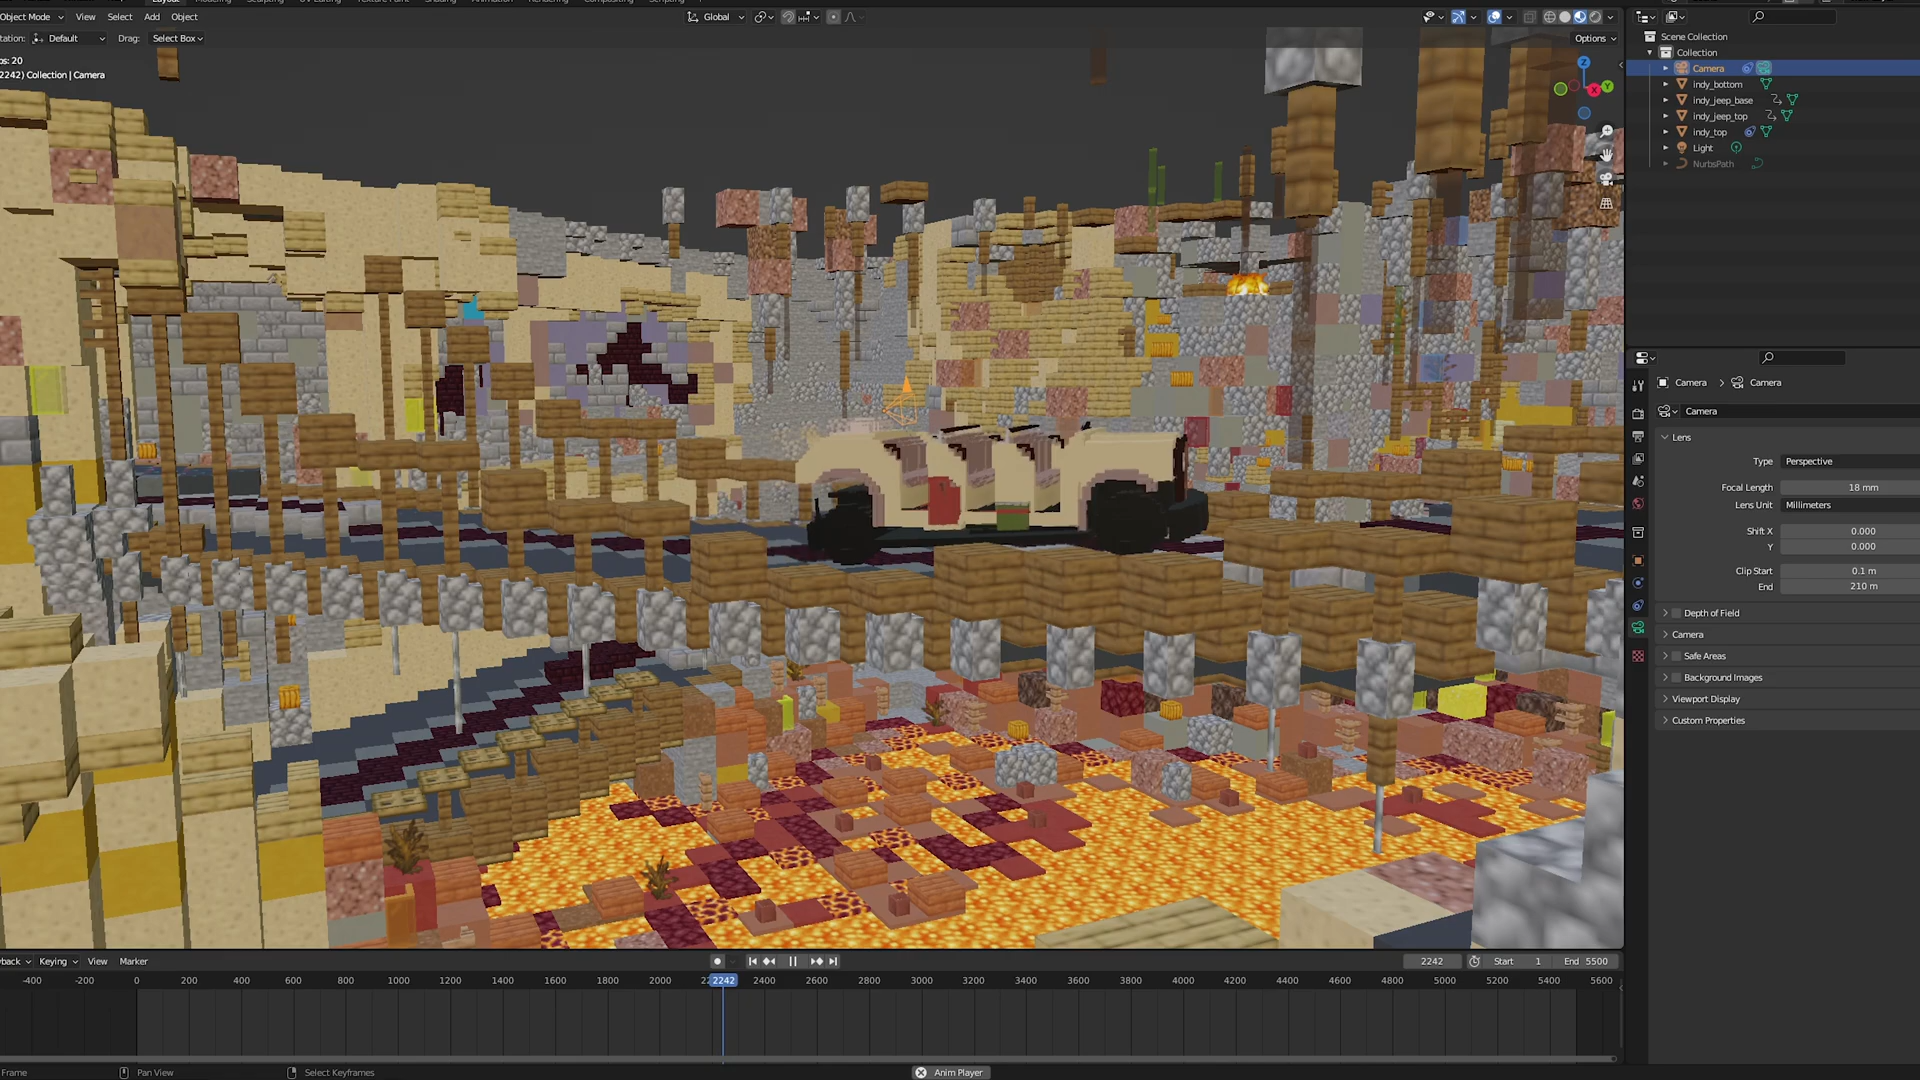 Object Mode View Select Add Object Global
tation: Default Drag: Select Box Options
ps: 20
2242) Collection | Camera
Z
Y
X
Scene Collection
Collection
Camera
indy_bottom
indy_jeep_base
indy_jeep_top
indy_top
Light
NurbsPath
Camera > Camera
Camera
Lens
Type Perspective
Focal Length 18 mm
Lens Unit Millimeters
Shift X 0.000
Y 0.000
Clip Start 0.1 m
End 210 m
Depth of Field
Camera
Safe Areas
Background Images
Viewport Display
Custom Properties
yback Keying View Marker 2242 Start 1 End 5500
-400 -200 0 200 400 600 800 1000 1200 1400 1600 1800 2000 2242 2400 2600 2800 3000 3200 3400 3600 3800 4000 4200 4400 4600 4800 5000 5200 5400 5600
Frame Pan View Select Keyframes Anim Player